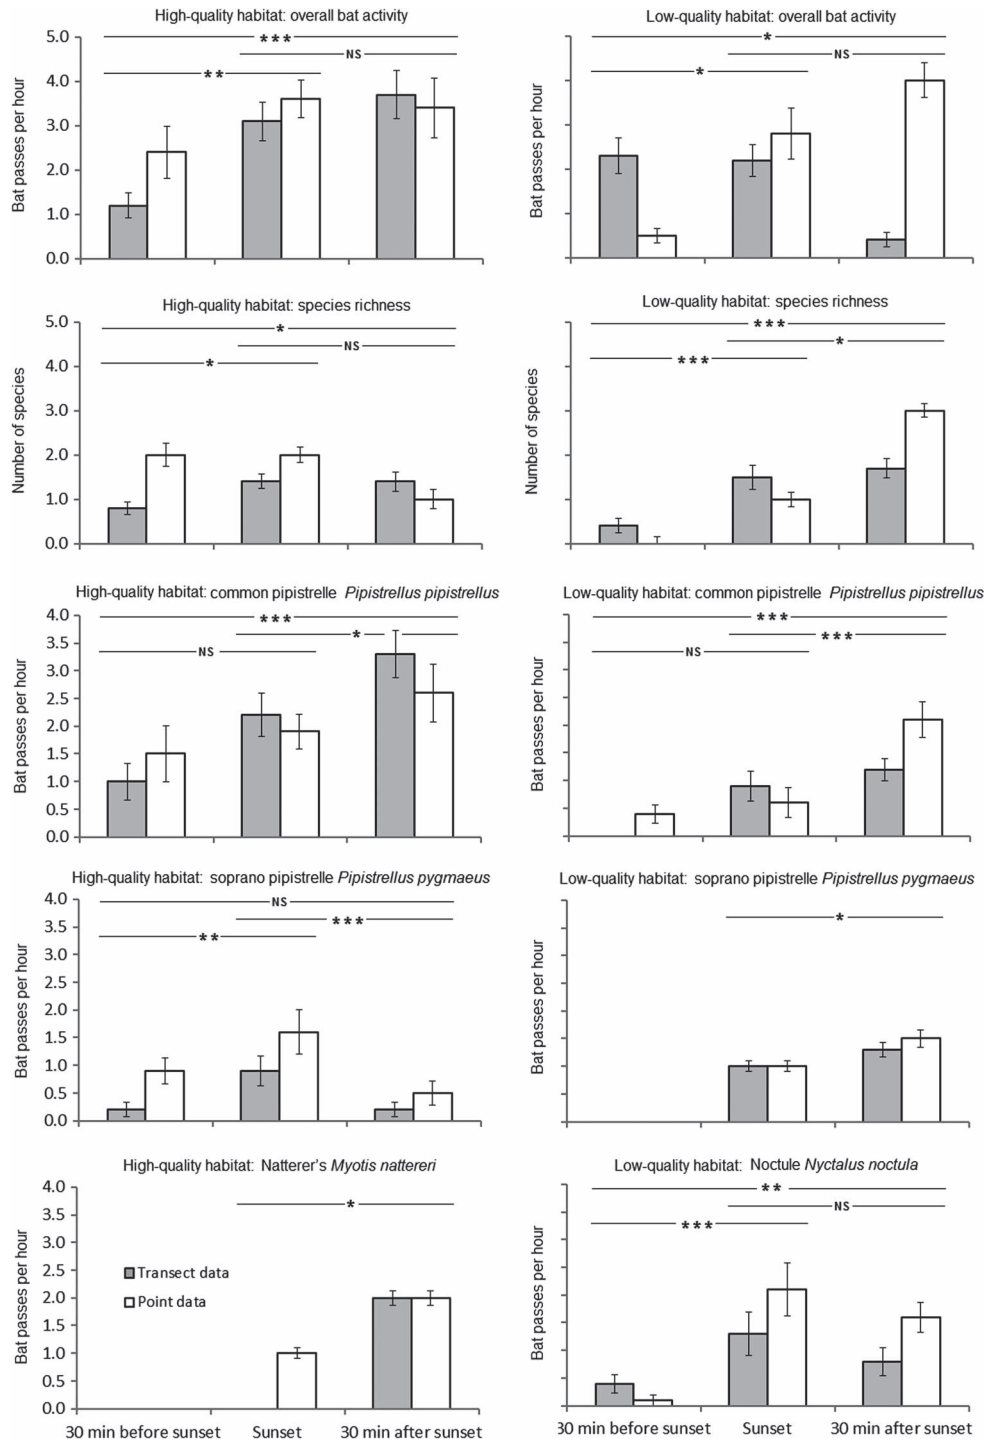 High-quality habitat: overall bat activity
5.0
4.0
3.0
2.0
1.0
0.0
Bat passes per hour
***
NS
**
Low-quality habitat: overall bat activity
Bat passes per hour
*
NS
*
High-quality habitat: species richness
5.0
4.0
3.0
2.0
1.0
0.0
Number of species
*
NS
*
Low-quality habitat: species richness
Number of species
***
*
***
High-quality habitat: common pipistrelle Pipistrellus pipistrellus
4.0
3.5
3.0
2.5
2.0
1.5
1.0
0.5
0.0
Bat passes per hour
***
*
NS
Low-quality habitat: common pipistrelle Pipistrellus pipistrellus
Bat passes per hour
***
***
NS
High-quality habitat: soprano pipistrelle Pipistrellus pygmaeus
4.0
3.5
3.0
2.5
2.0
1.5
1.0
0.5
0.0
Bat passes per hour
NS
***
**
Low-quality habitat: soprano pipistrelle Pipistrellus pygmaeus
Bat passes per hour
*
High-quality habitat: Natterer's Myotis nattereri
4.0
3.5
3.0
2.5
2.0
1.5
1.0
0.5
0.0
Bat passes per hour
*
Transect data
Point data
30 min before sunset Sunset 30 min after sunset
Low-quality habitat: Noctule Nyctalus noctula
Bat passes per hour
**
NS
***
30 min before sunset Sunset 30 min after sunset